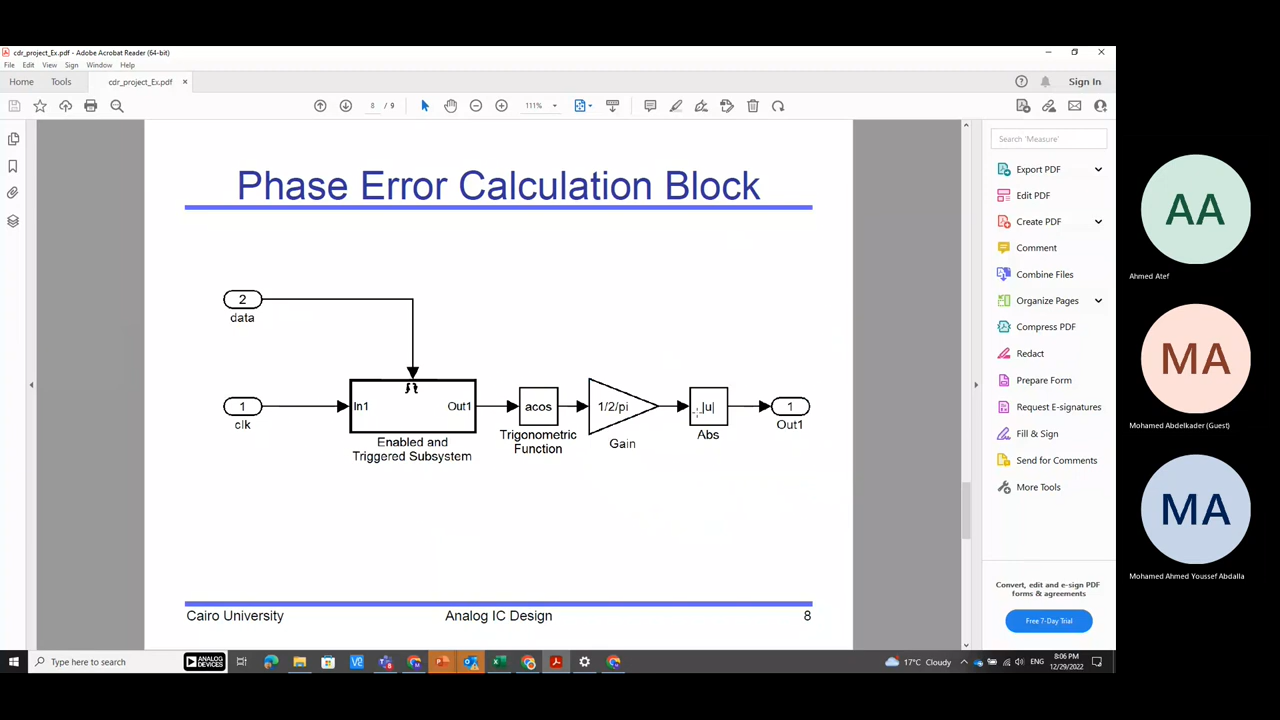 cdr_project_Ex.pdf - Adobe Acrobat Reader (64-bit)
File Edit View Sign Window Help
Home Tools cdr_project_Ex.pdf × Sign In
8 / 9 111%
Search 'Measure'
Export PDF
Edit PDF
Create PDF
Comment
Combine Files
Organize Pages
Compress PDF
Redact
Prepare Form
Request E-signatures
Fill & Sign
Send for Comments
More Tools
Convert, edit and e-sign PDF
forms & agreements
Free 7-Day Trial
Phase Error Calculation Block
2
data
1
clk
In1 Out1
Enabled and
Triggered Subsystem
acos
Trigonometric
Function
1/2/pi
Gain
|u|
Abs
1
Out1
Cairo University Analog IC Design 8
AA
Ahmed Atef
MA
Mohamed Abdelkader (Guest)
MA
Mohamed Ahmed Youssef Abdalla
Type here to search
ANALOG
DEVICES
17°C Cloudy
ENG
8:06 PM
12/29/2022